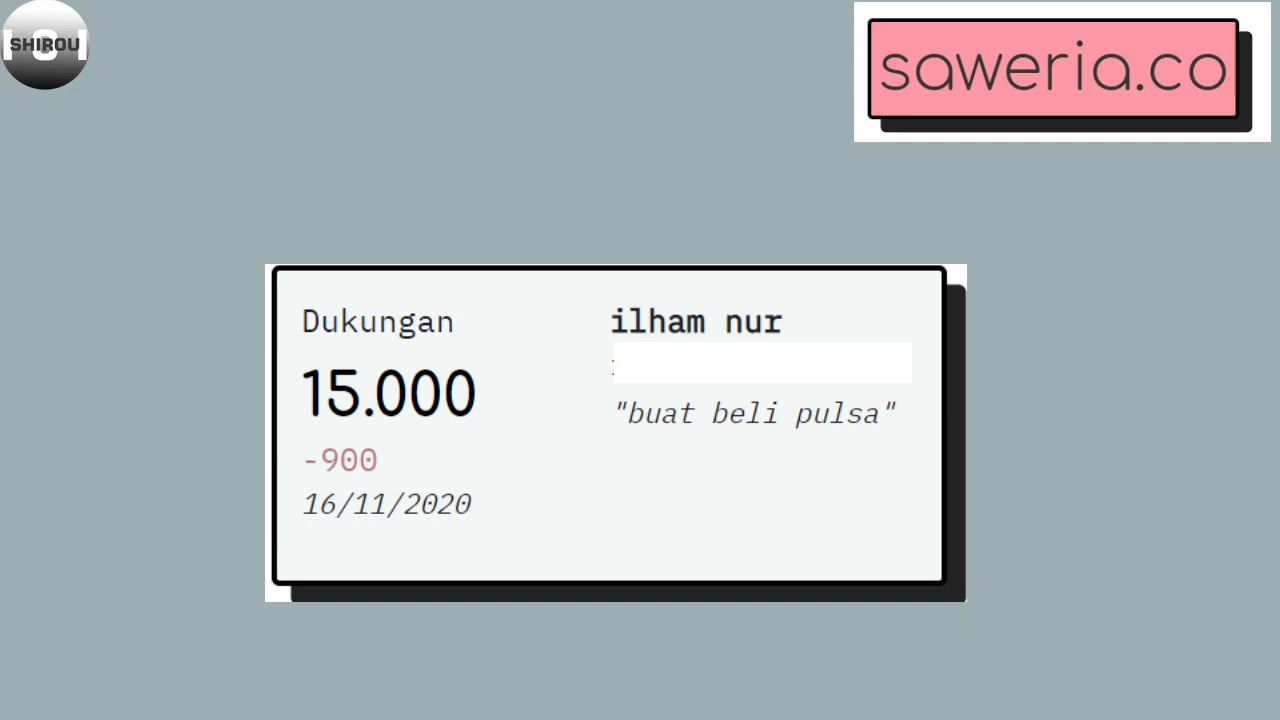 SHIROU
saweria.co
Dukungan
15.000
-900
16/11/2020
ilham nur
"buat beli pulsa"